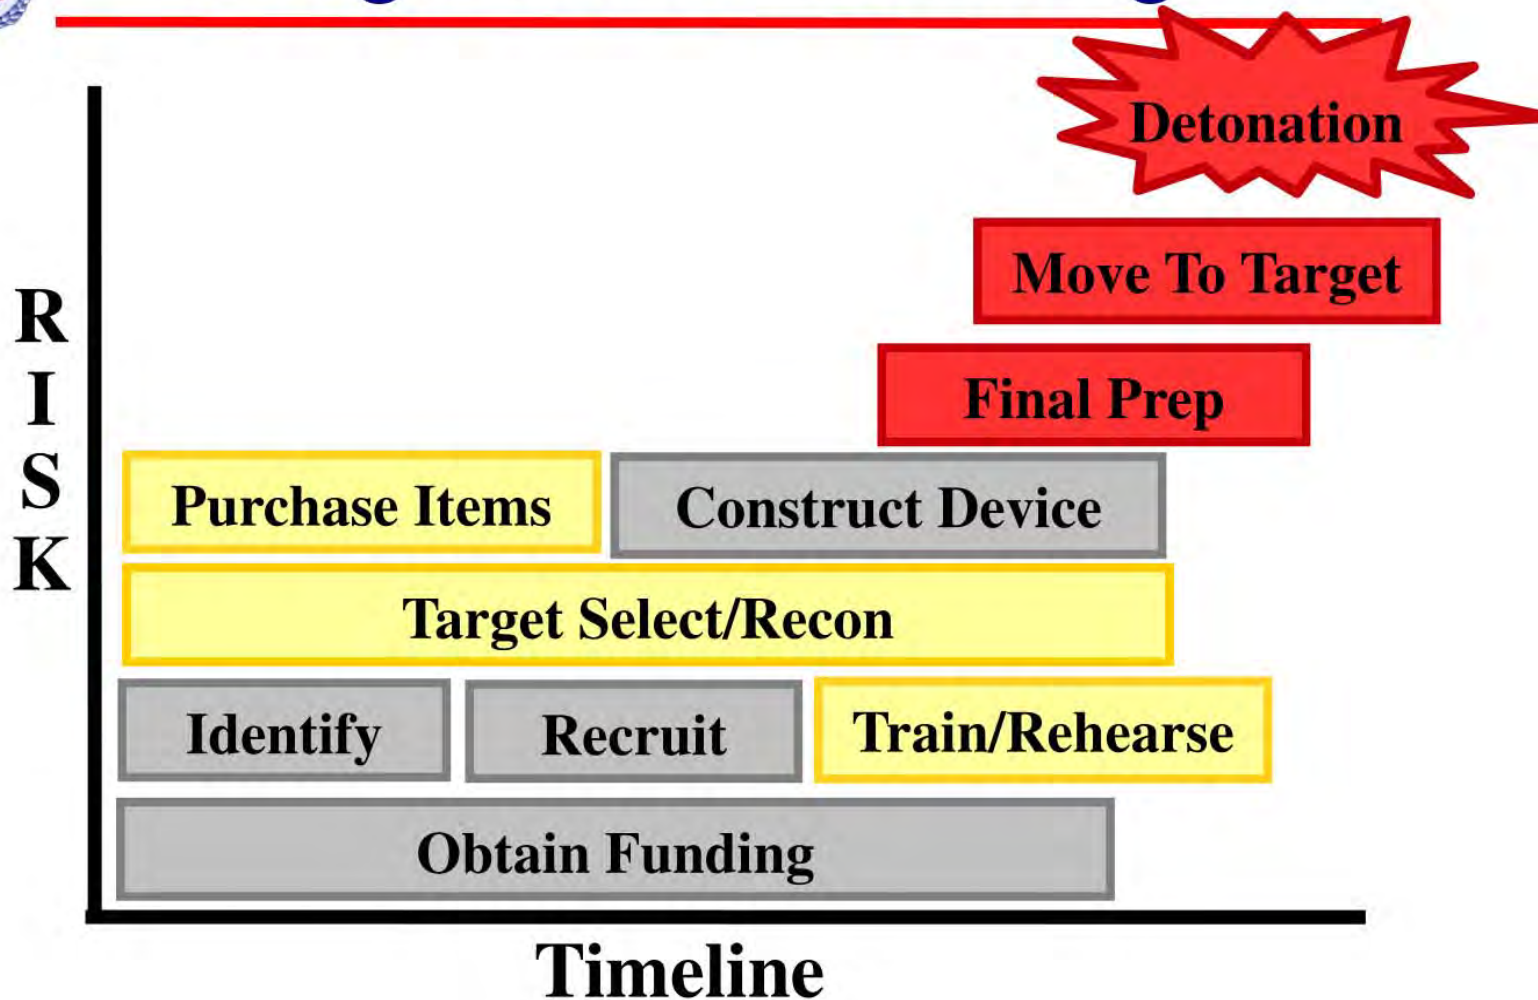 Detonation
Move To Target
Final Prep
RISK
Purchase Items
Construct Device
Target Select/Recon
Identify
Recruit
Train/Rehearse
Obtain Funding
Timeline